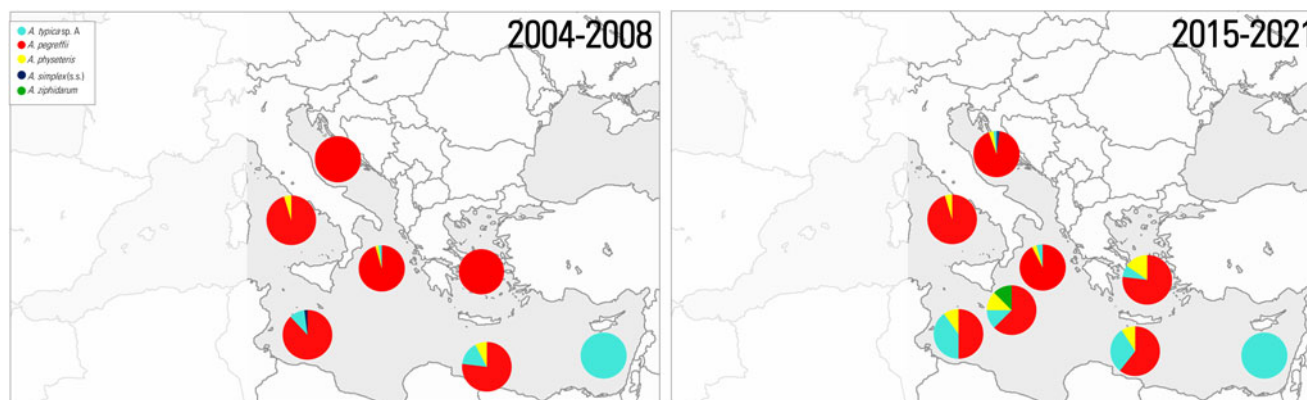 A. typica sp. A
A. pegreffii
A. physeteris
A. simplex (s.s.)
A. ziphidarum
2004-2008
2015-2021